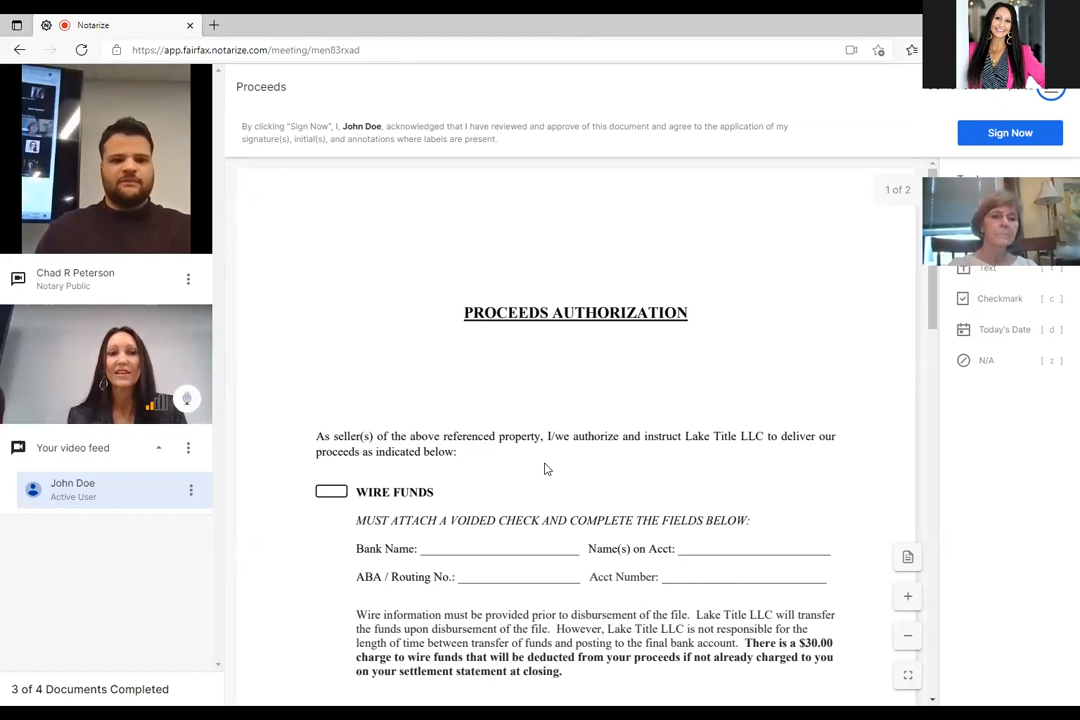 Notarize
https://app.fairfax.notarize.com/meeting/men83rxad
Proceeds
By clicking "Sign Now", I, John Doe, acknowledged that I have reviewed and approve of this document and agree to the application of my
signature(s), initial(s), and annotations where labels are present.
Sign Now
1 of 2
Chad R Peterson
Notary Public
Your video feed
John Doe
Active User
3 of 4 Documents Completed
PROCEEDS AUTHORIZATION
As seller(s) of the above referenced property, I/we authorize and instruct Lake Title LLC to deliver our
proceeds as indicated below:
WIRE FUNDS
MUST ATTACH A VOIDED CHECK AND COMPLETE THE FIELDS BELOW:
Bank Name: Name(s) on Acct:
ABA / Routing No.: Acct Number:
Wire information must be provided prior to disbursement of the file. Lake Title LLC will transfer
the funds upon disbursement of the file. However, Lake Title LLC is not responsible for the
length of time between transfer of funds and posting to the final bank account. There is a $30.00
charge to wire funds that will be deducted from your proceeds if not already charged to you
on your settlement statement at closing.
Text
Checkmark [ c ]
Today's Date [ d ]
N/A [ z ]